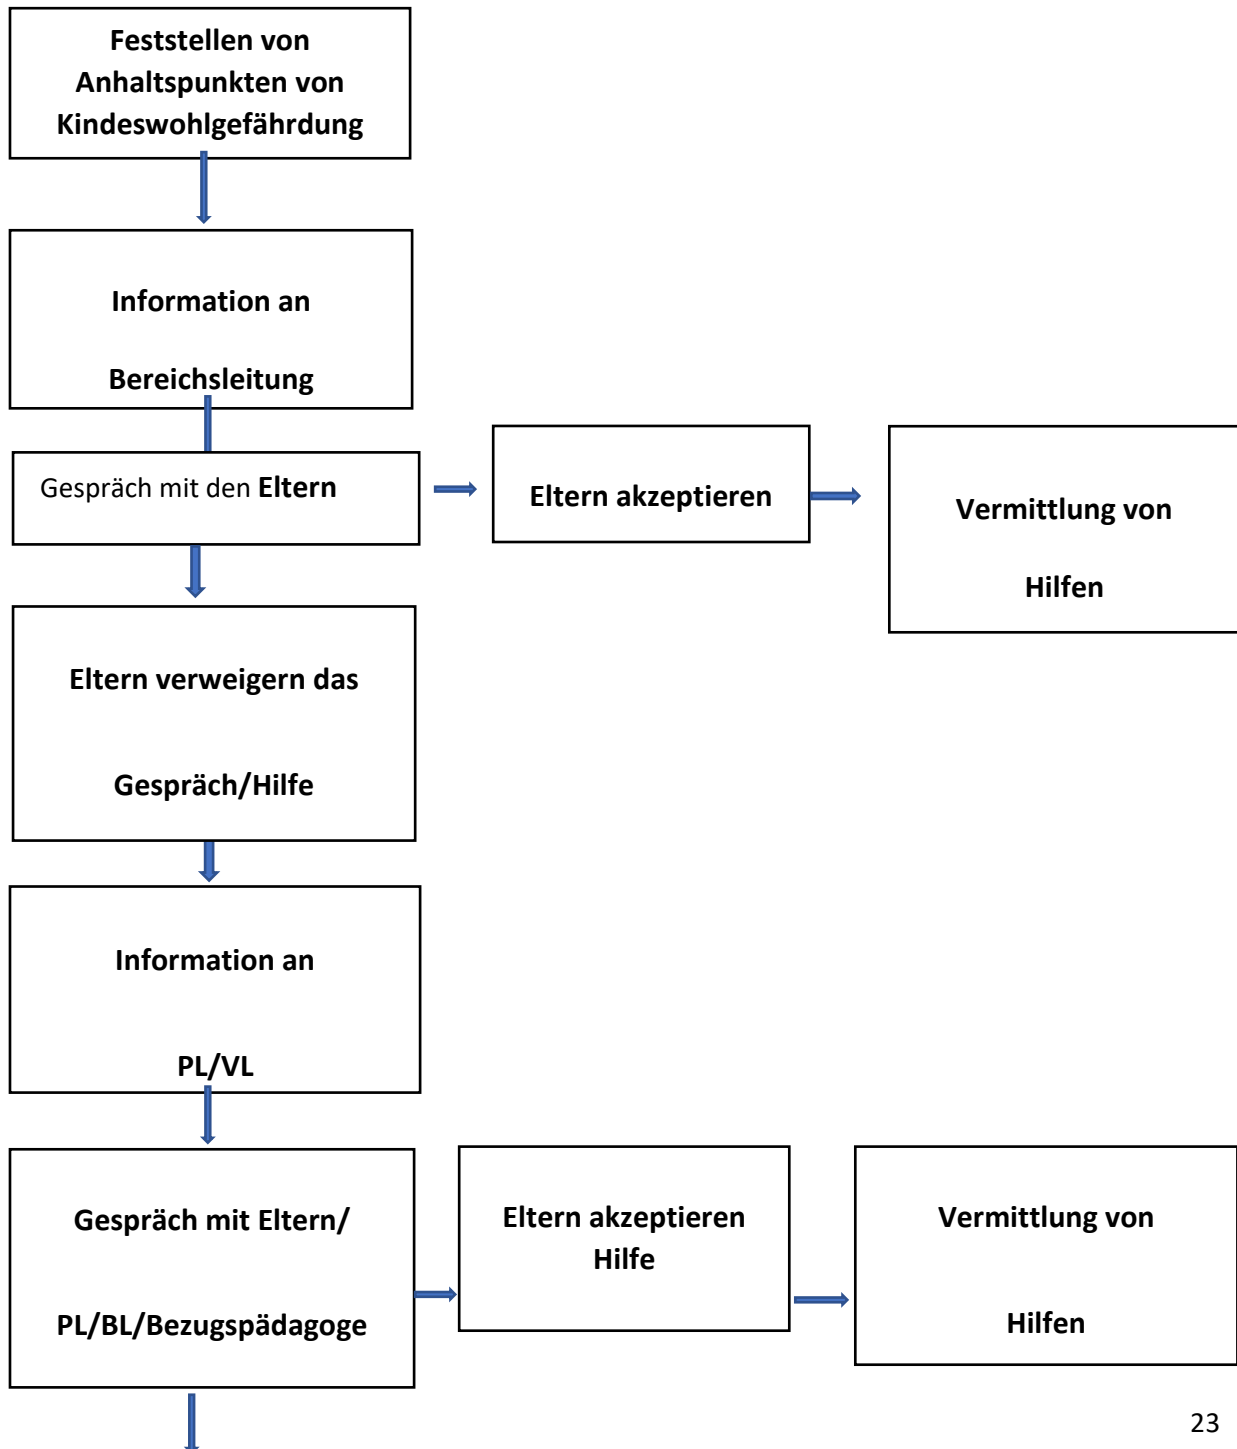 Feststellen von
Anhaltspunkten von
Kindeswohlgefährdung
Information an
Bereichsleitung
Gespräch mit den Eltern
Eltern akzeptieren
Vermittlung von
Hilfen
Eltern verweigern das
Gespräch/Hilfe
Information an
PL/VL
Gespräch mit Eltern/
PL/BL/Bezugspädagoge
Eltern akzeptieren
Hilfe
Vermittlung von
Hilfen
23